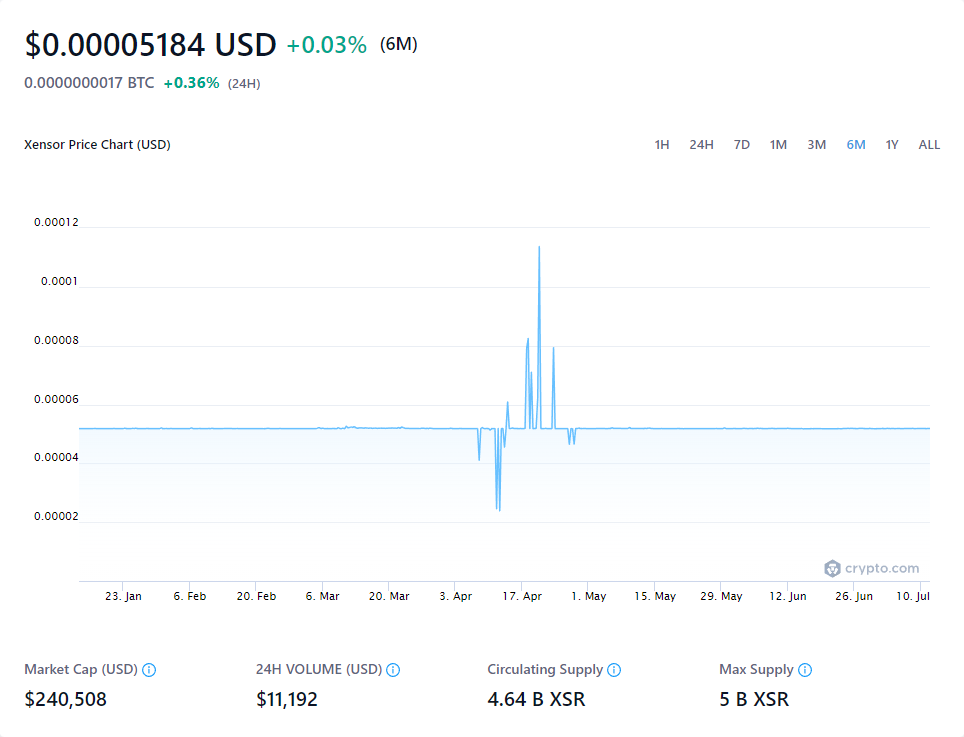 $0.00005184 USD +0.03% (6M)
0.0000000017 BTC +0.36% (24H)
Xensor Price Chart (USD) 1H 24H 7D 1M 3M 6M 1Y ALL
0.00012
0.0001
0.00008
0.00006
0.00004
0.00002
crypto.com
23. Jan 6. Feb 20. Feb 6. Mar 20. Mar 3. Apr 17. Apr 1. May 15. May 29. May 12. Jun 26. Jun 10. Jul
Market Cap (USD) 24H VOLUME (USD) Circulating Supply Max Supply
$240,508 $11,192 4.64 B XSR 5 B XSR